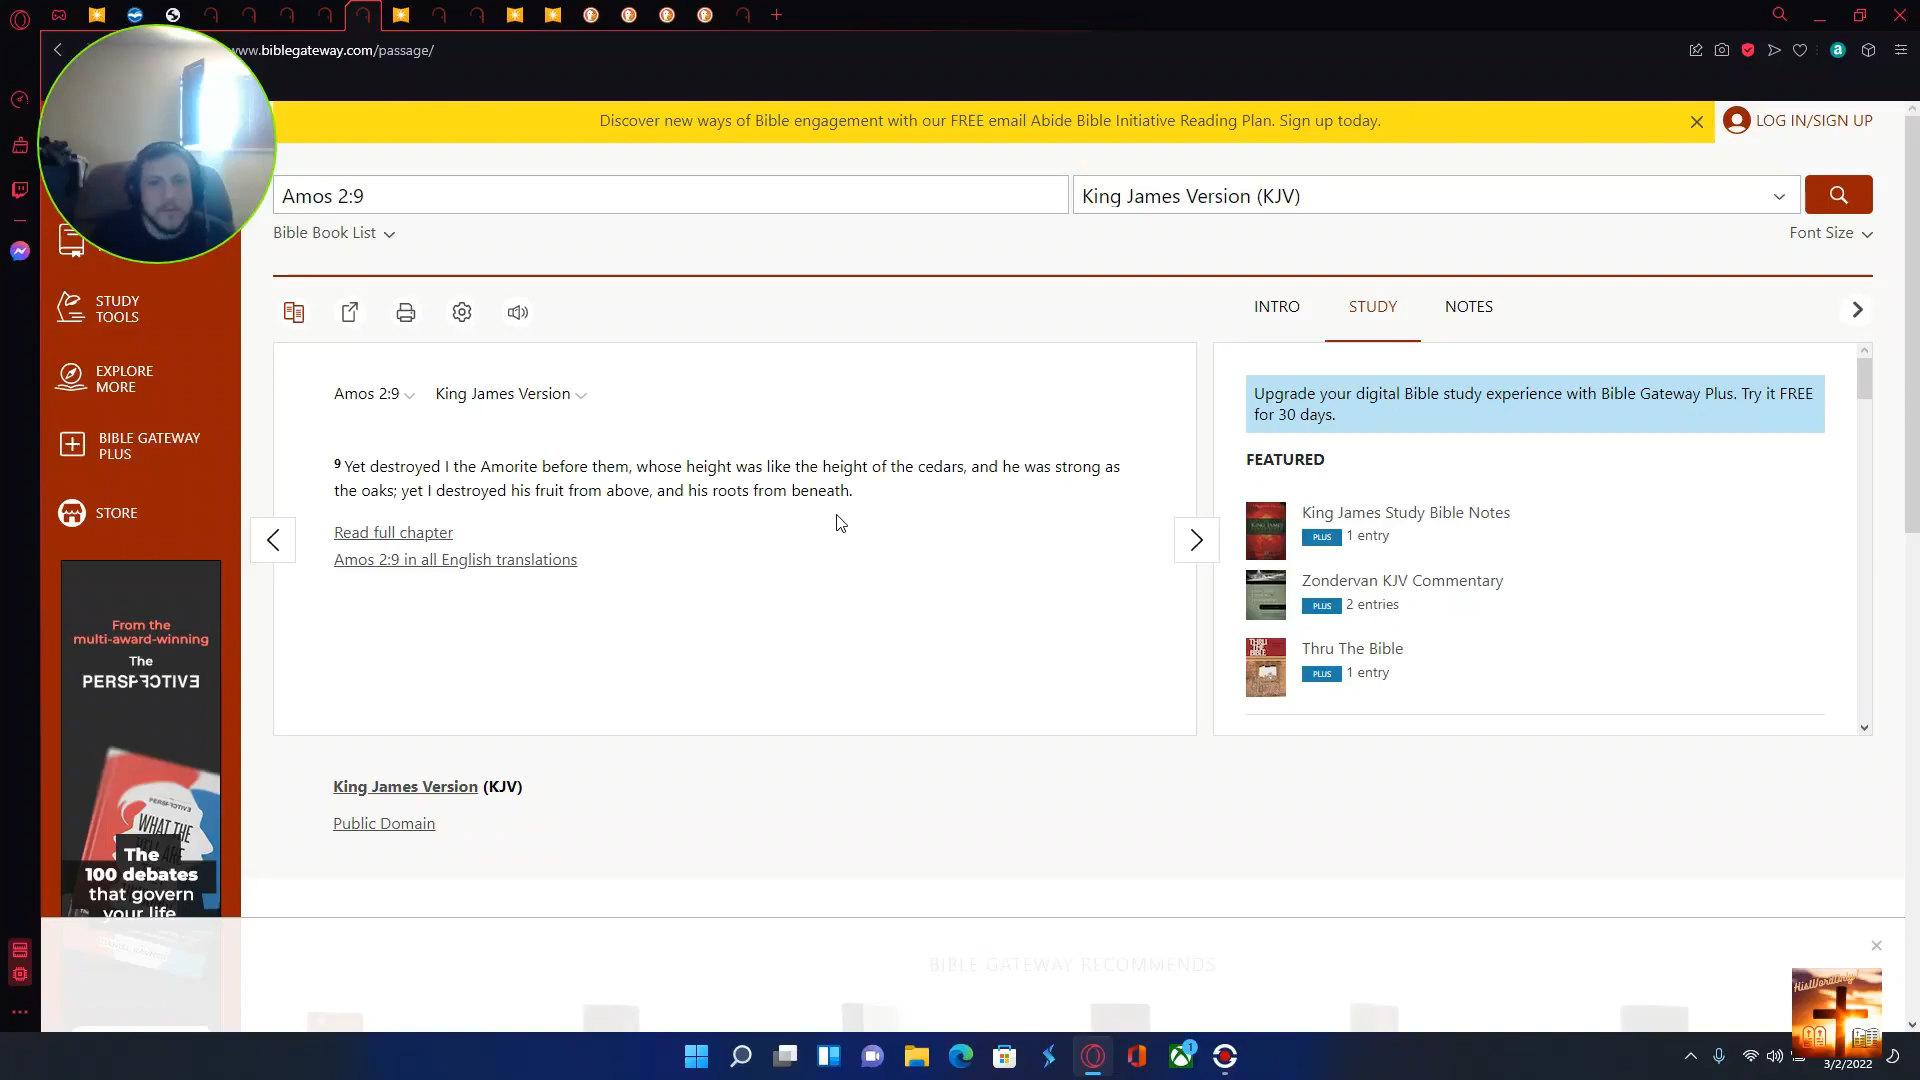 www.biblegateway.com/passage/
Discover new ways of Bible engagement with our FREE email Abide Bible Initiative Reading Plan. Sign up today.
LOG IN/SIGN UP
Amos 2:9
King James Version (KJV)
Bible Book List
Font Size
STUDY
TOOLS
EXPLORE
MORE
BIBLE GATEWAY
PLUS
STORE
INTRO
STUDY
NOTES
Amos 2:9
King James Version
9 Yet destroyed I the Amorite before them, whose height was like the height of the cedars, and he was strong as
the oaks; yet I destroyed his fruit from above, and his roots from beneath.
Read full chapter
Amos 2:9 in all English translations
Upgrade your digital Bible study experience with Bible Gateway Plus. Try it FREE
for 30 days.
FEATURED
King James Study Bible Notes
PLUS 1 entry
Zondervan KJV Commentary
PLUS 2 entries
Thru The Bible
PLUS 1 entry
King James Version (KJV)
Public Domain
From the
multi-award-winning
The
PERSPECTIVE
PERSPECTIVE
WHAT THE
The
100 debates
that govern
your life
BIBLE GATEWAY RECOMMENDS
HisWordOnly
1
3/2/2022